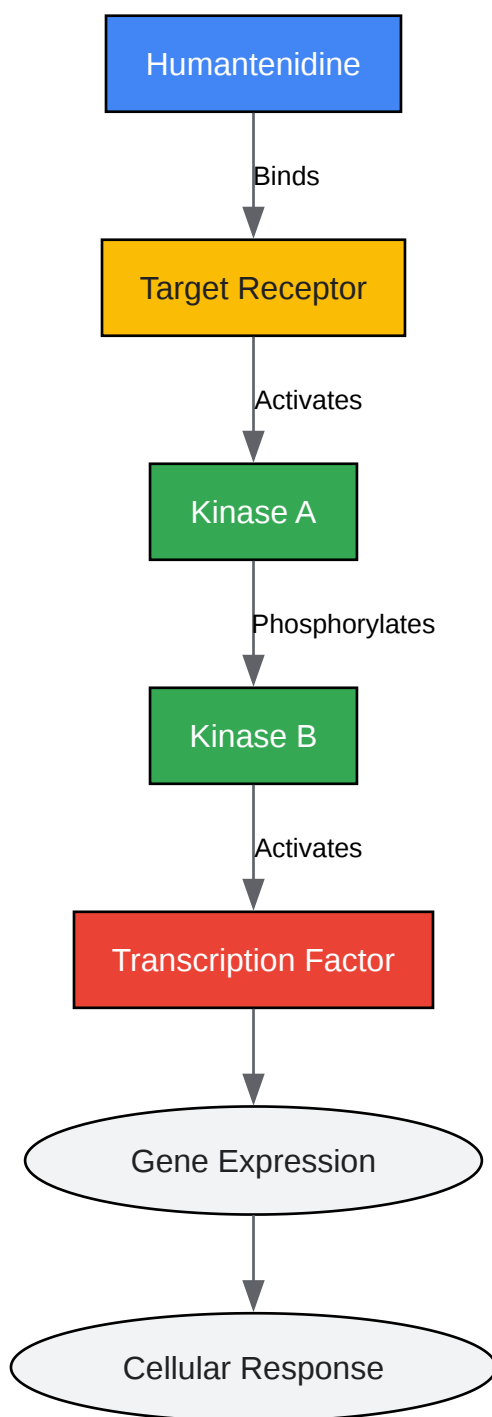 Humantenidine
Binds
Target Receptor
Activates
Kinase A
Phosphorylates
Kinase B
Activates
Transcription Factor
Gene Expression
Cellular Response